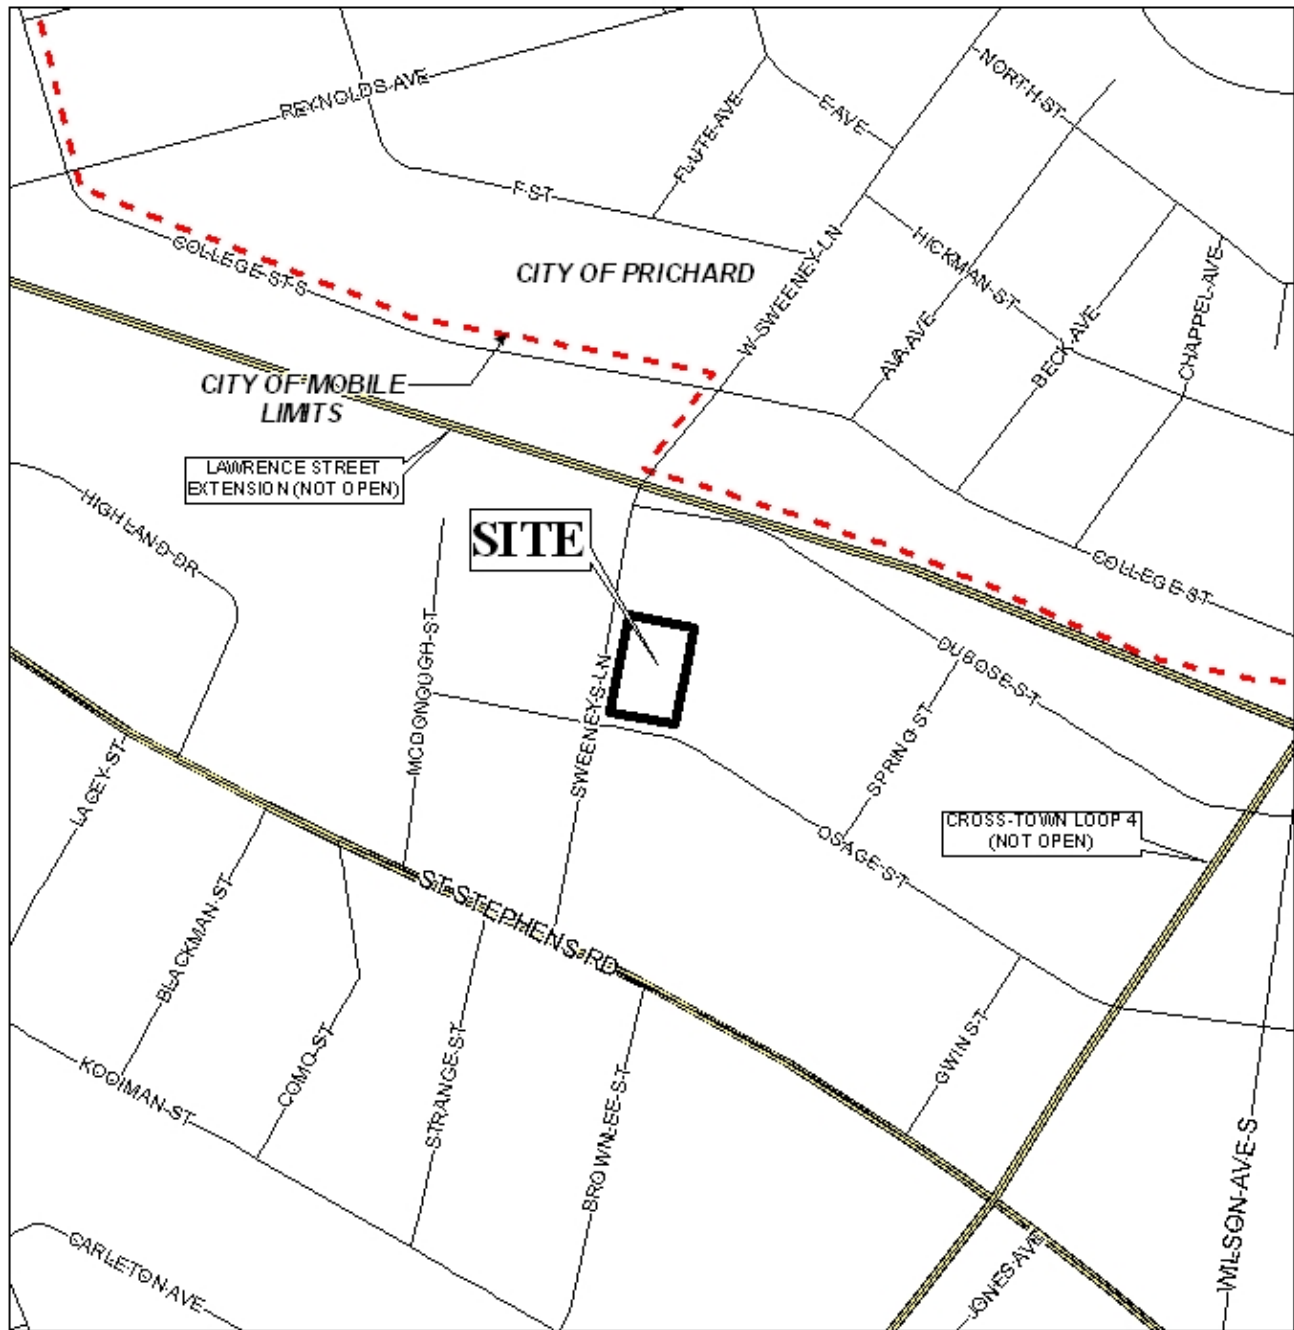 REYNOLDS AVE
NORTH ST
E AVE
FLUTE AVE
F ST
HICKMAN ST
W SWEENEY LN
COLLEGE ST S
CITY OF PRICHARD
CHAPPEL AVE
AVA AVE
BECK AVE
CITY OF MOBILE
LIMITS
LAWRENCE STREET
EXTENSION (NOT OPEN)
HIGHLAND DR
SITE
COLLEGE ST
MCDONOUGH ST
SWEENEYS LN
DUBOSE ST
SPRING ST
LACEY ST
OSAGE ST
CROSS-TOWN LOOP 4
(NOT OPEN)
ST STEPHENS RD
BLACKMAN ST
COMO ST
STRANGE ST
GWIN ST
KOOIMAN ST
BROWNLEE ST
WILSON AVE S
CARLETON AVE
JONES AVE